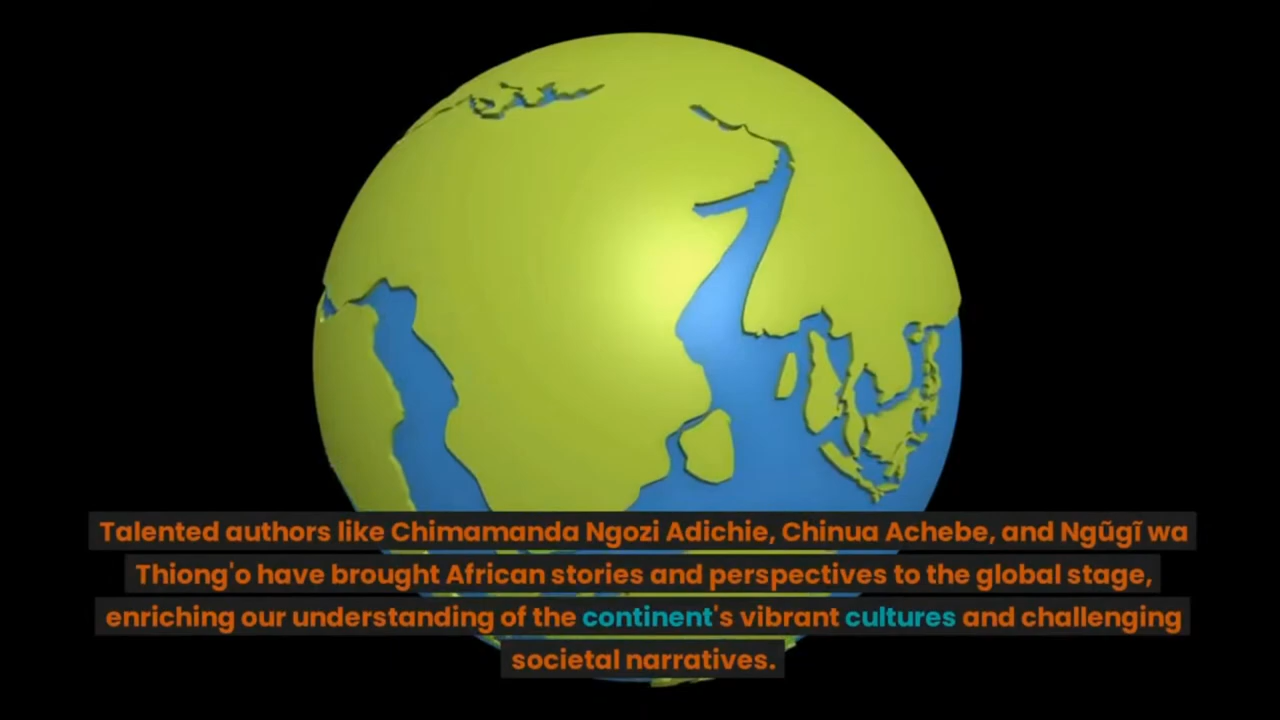 Talented authors like Chimamanda Ngozi Adichie, Chinua Achebe, and Ngũgĩ wa
Thiong'o have brought African stories and perspectives to the global stage,
enriching our understanding of the continent's vibrant cultures and challenging
societal narratives.